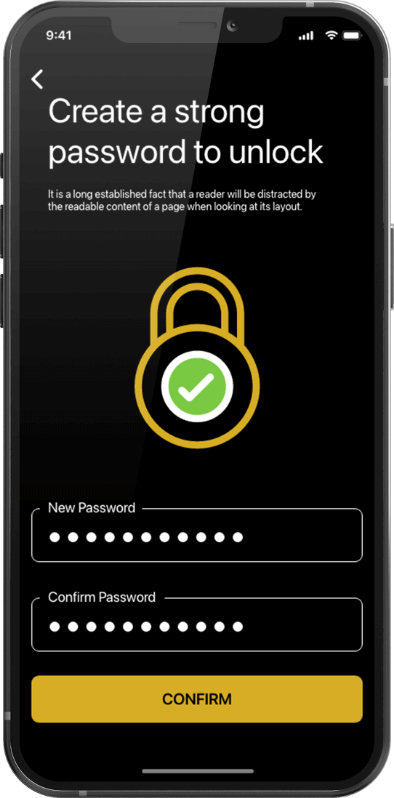 9:41
Create a strong
password to unlock
It is a long established fact that a reader will be distracted by
the readable content of a page when looking at its layout.
New Password
Confirm Password
CONFIRM